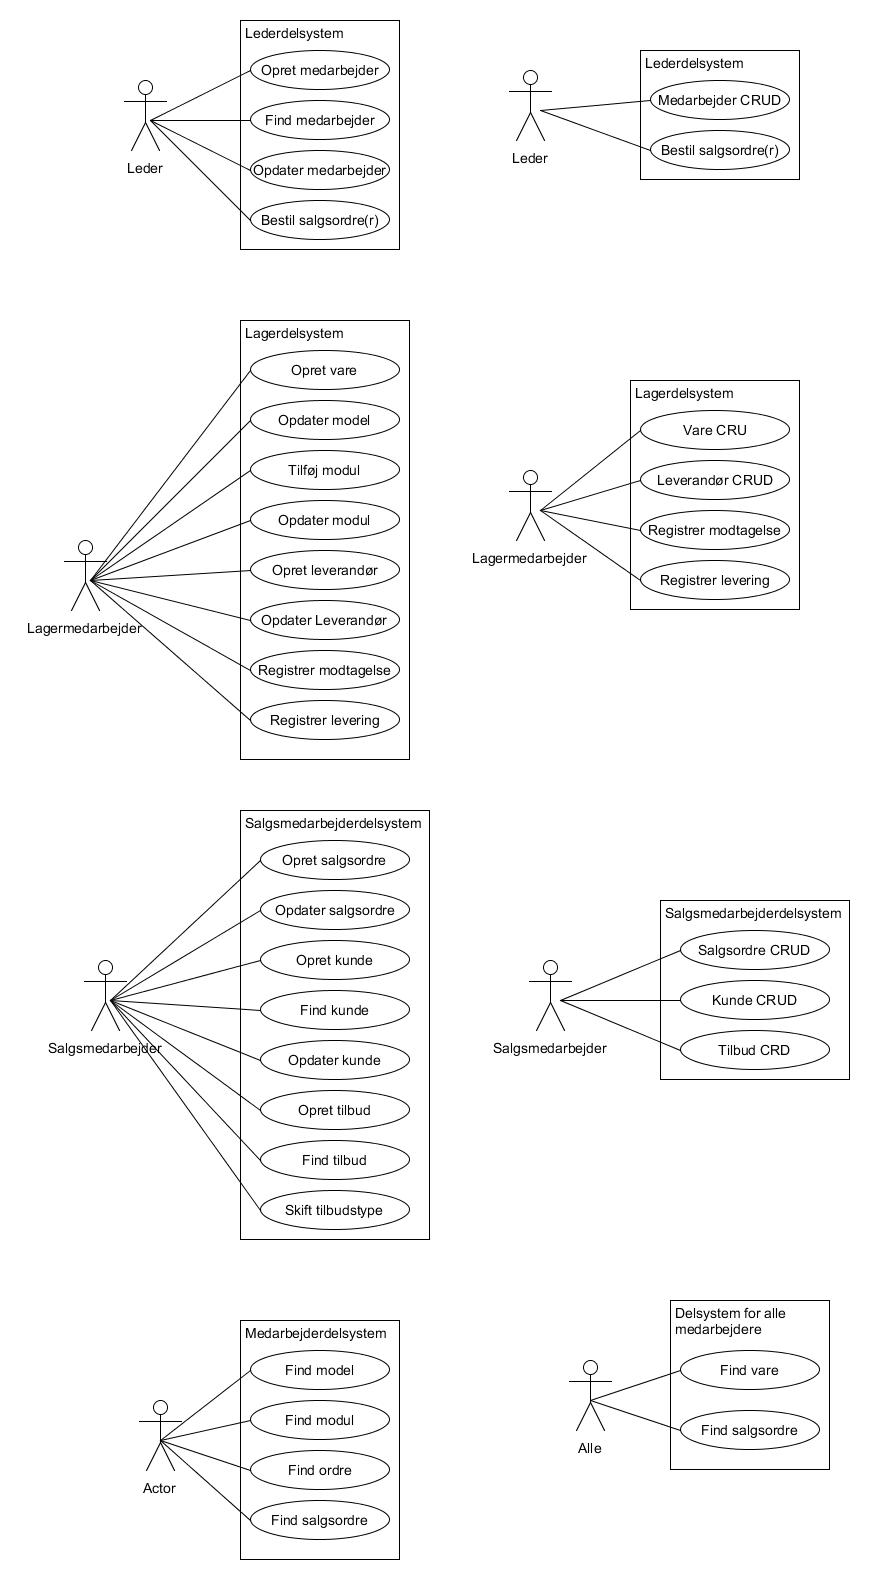 Lederdelsystem
Opret medarbejder
Find medarbejder
Opdater medarbejder
Bestil salgsordre(r)
Leder
Lederdelsystem
Medarbejder CRUD
Bestil salgsordre(r)
Leder
Lagerdelsystem
Opret vare
Opdater model
Tilføj modul
Opdater modul
Opret leverandør
Opdater Leverandør
Registrer modtagelse
Registrer levering
Lagermedarbejder
Lagerdelsystem
Vare CRU
Leverandør CRUD
Registrer modtagelse
Registrer levering
Lagermedarbejder
Salgsmedarbejderdelsystem
Opret salgsordre
Opdater salgsordre
Opret kunde
Find kunde
Opdater kunde
Opret tilbud
Find tilbud
Skift tilbudstype
Salgsmedarbejder
Salgsmedarbejderdelsystem
Salgsordre CRUD
Kunde CRUD
Tilbud CRD
Salgsmedarbejder
Medarbejderdelsystem
Find model
Find modul
Find ordre
Find salgsordre
Actor
Delsystem for alle
medarbejdere
Find vare
Find salgsordre
Alle